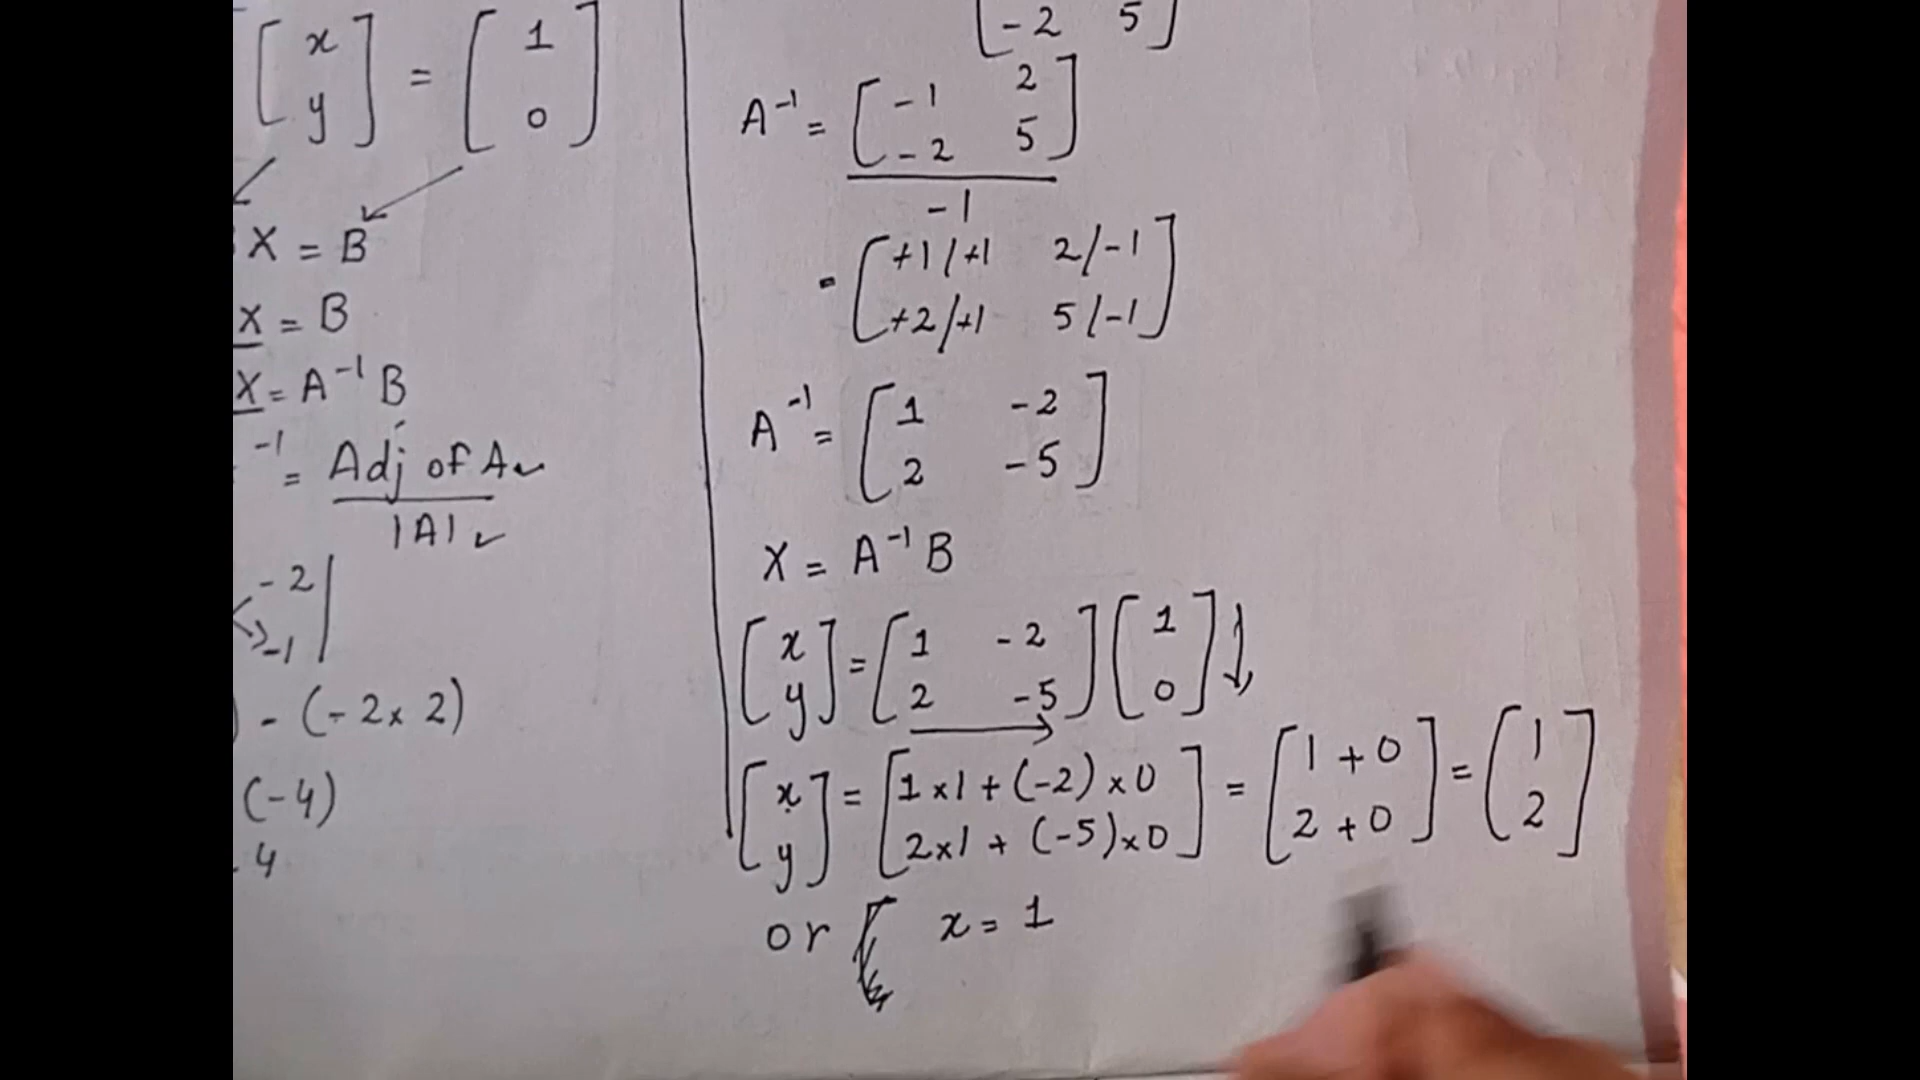 [x y] = [1 0]
X = B
X = B
X = A⁻¹ B
⁻¹ = Adj of A ✓ / |A| ✓
- 2
- 1
) - (-2 × 2)
(-4)
4
- 2 5
A⁻¹ = [-1 2 -2 5] / -1
= [+1/+1 2/-1 +2/+1 5/-1]
A⁻¹ = [1 -2 2 -5]
X = A⁻¹ B
[x y] = [1 -2 2 -5] [1 0]
[x y] = [1×1 + (-2)×0 2×1 + (-5)×0] = [1 + 0 2 + 0] = [1 2]
or x = 1